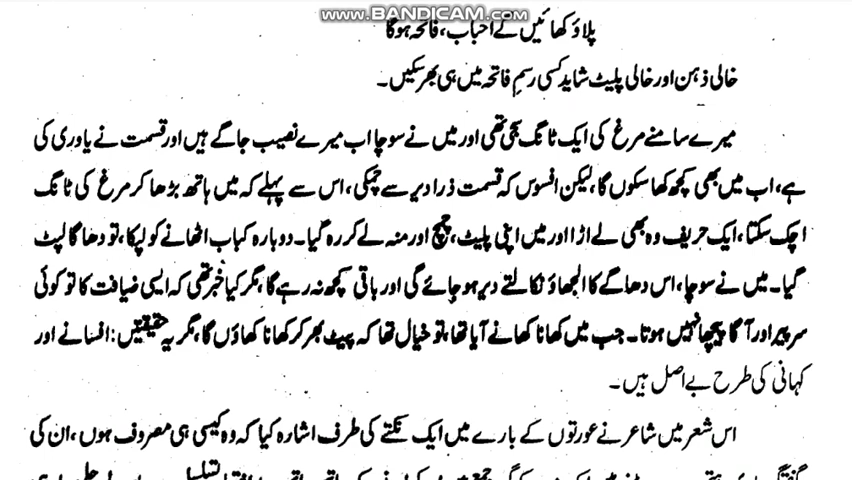 www.BANDICAM.com
پلاؤ کھائیں گے احباب، فاتحہ ہوگا
خالی ذہن اور خالی پلیٹ شاید کسی رسمِ فاتحہ میں ہی بھر سکیں۔
میرے سامنے مرغ کی ایک ٹانگ بچی تھی اور میں نے سوچا اب میرے نصیب جاگے ہیں اور قسمت نے یاوری کی
ہے، اب میں بھی کچھ کھا سکوں گا، لیکن افسوس کہ قسمت ذرا دیر سے چمکی، اس سے پہلے کہ میں ہاتھ بڑھا کر مرغ کی ٹانگ
اچک سکتا، ایک حریف وہ بھی لے اڑا اور میں اپنی پلیٹ، چمچ اور منہ لے کر رہ گیا۔ دوبارہ کباب اٹھانے کو لپکا، تو دھاگا لپٹ
گیا۔ میں نے سوچا، اس دھاگے کا الجھاؤ نکالتے دیر ہو جائے گی اور باقی کچھ نہ رہے گا، مگر کیا خبر تھی کہ ایسی ضیافت کا تو کوئی
سر پیر اور آگا پیچھا نہیں ہوتا۔ جب میں کھانا کھانے آیا تھا، تو خیال تھا کہ پیٹ بھر کر کھانا کھاؤں گا، مگر یہ حقیقتیں: افسانے اور
کہانی کی طرح بے اصل ہیں۔
اس شعر میں شاعر نے عورتوں کے بارے میں ایک نکتے کی طرف اشارہ کیا کہ وہ کیسی ہی مصروف ہوں، ان کی